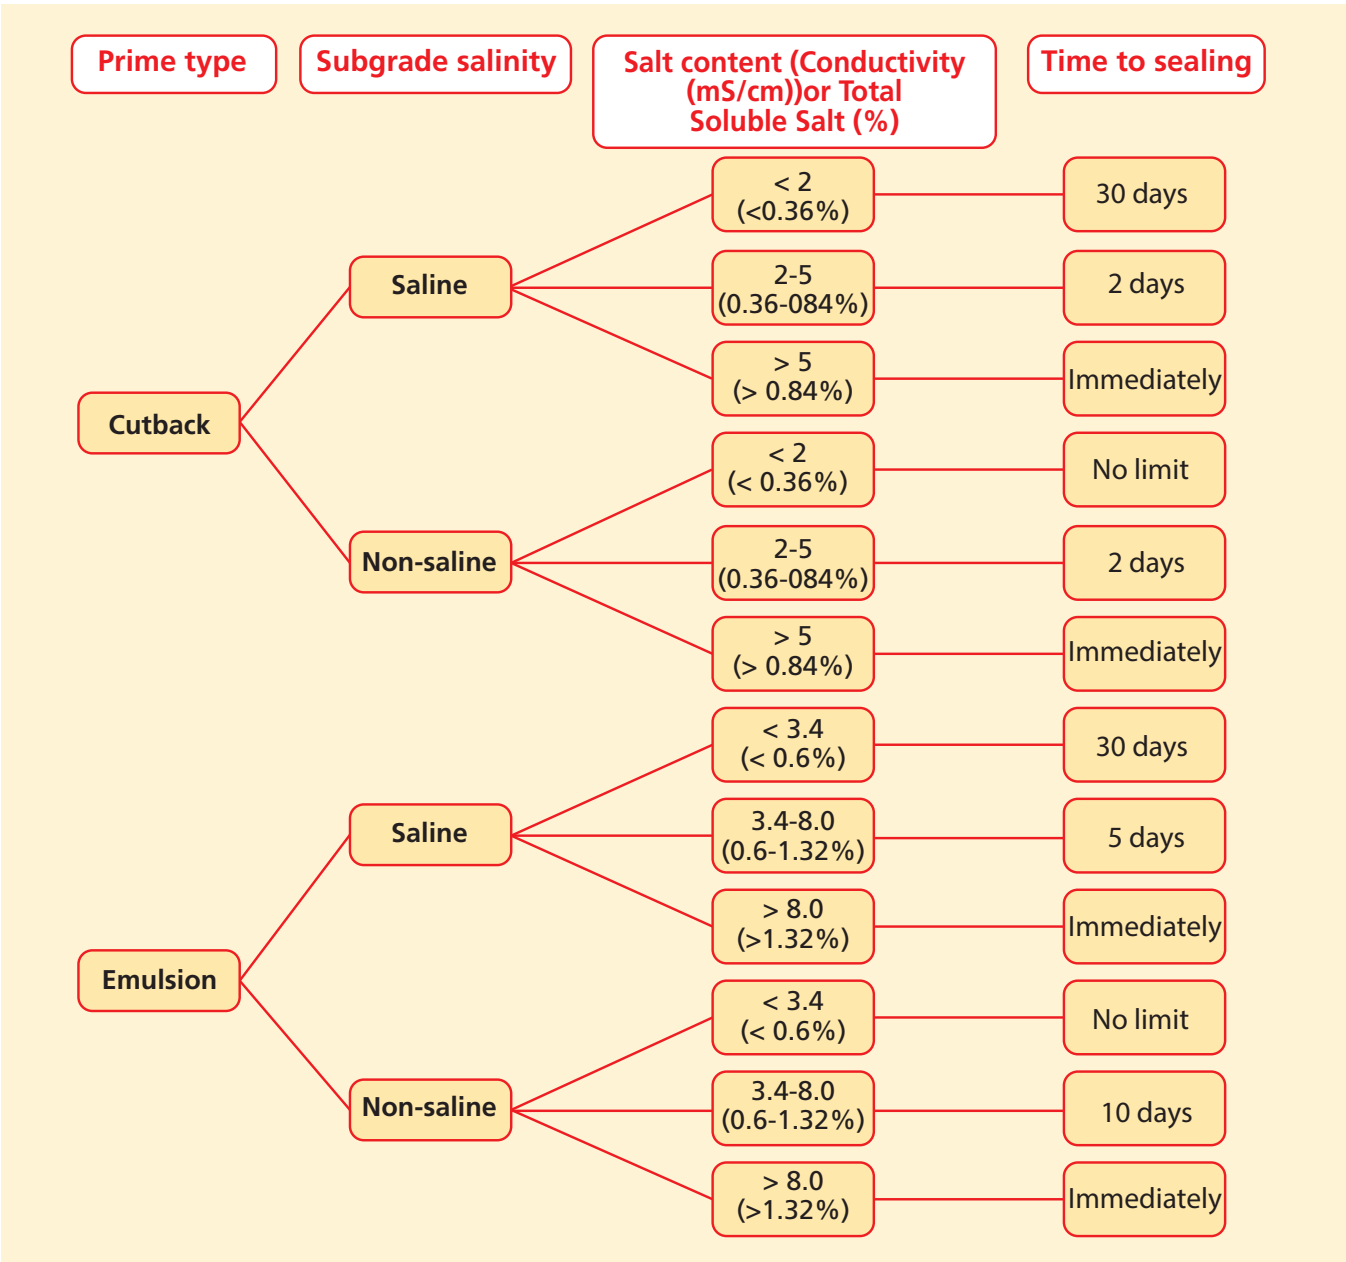 Prime type
Subgrade salinity
Salt content (Conductivity
(mS/cm))or Total
Soluble Salt (%)
Time to sealing
Cutback
Saline
< 2
(<0.36%)
30 days
2-5
(0.36-084%)
2 days
> 5
(> 0.84%)
Immediately
Non-saline
< 2
(< 0.36%)
No limit
2-5
(0.36-084%)
2 days
> 5
(> 0.84%)
Immediately
Emulsion
Saline
< 3.4
(< 0.6%)
30 days
3.4-8.0
(0.6-1.32%)
5 days
> 8.0
(>1.32%)
Immediately
Non-saline
< 3.4
(< 0.6%)
No limit
3.4-8.0
(0.6-1.32%)
10 days
> 8.0
(>1.32%)
Immediately